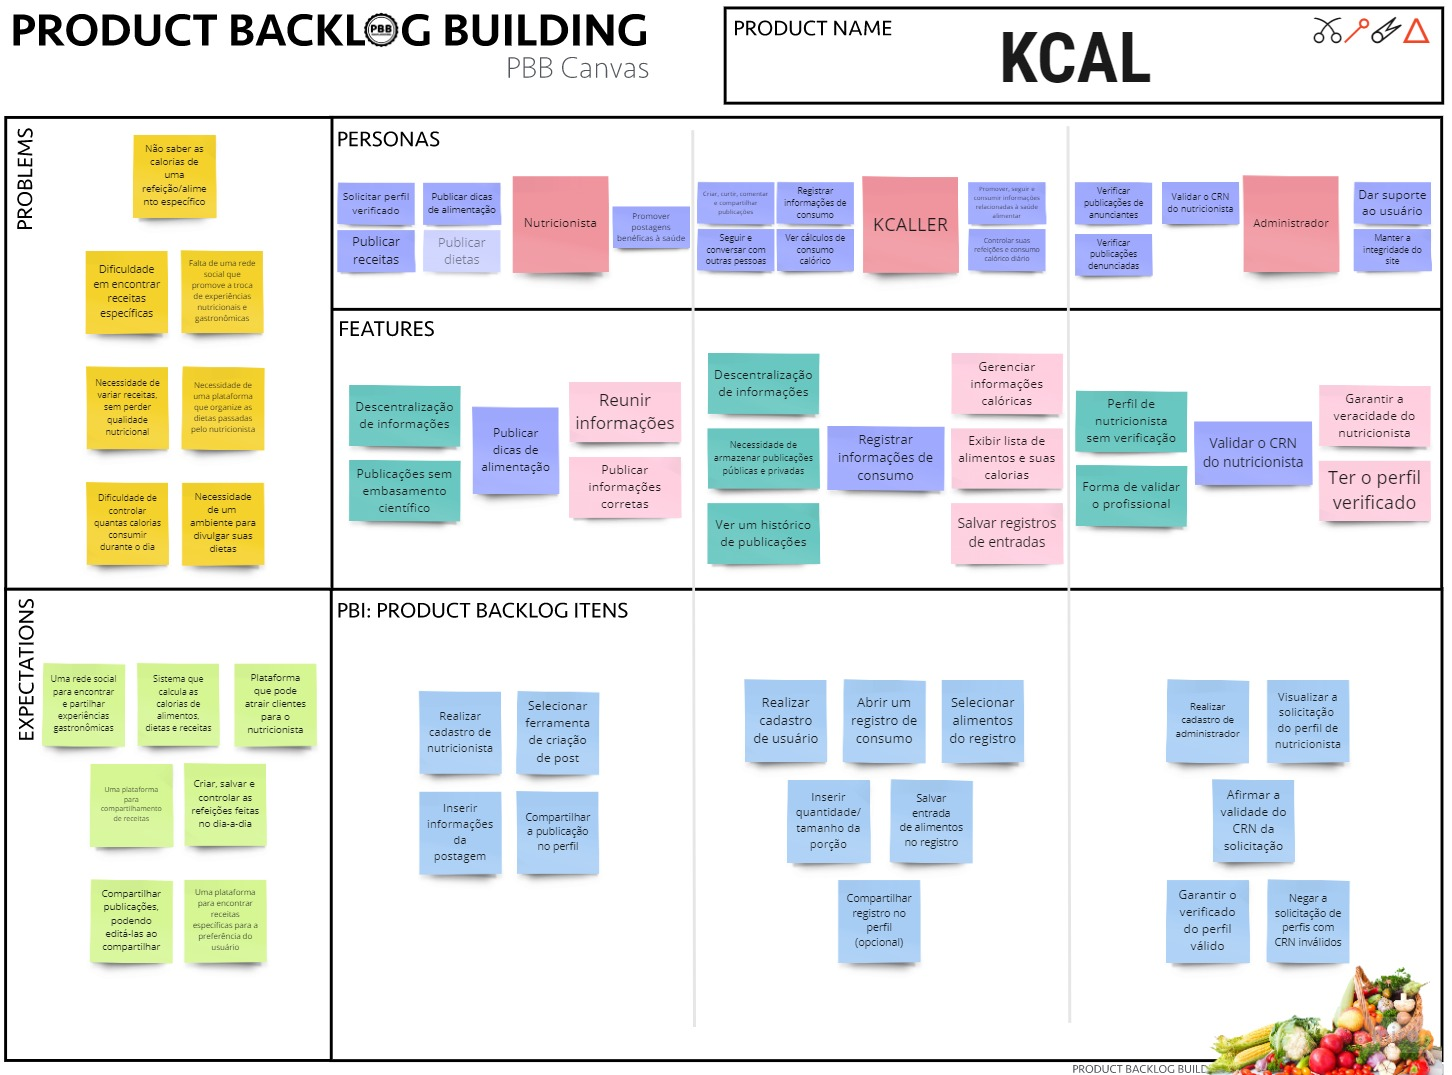 PRODUCT BACKLOG BUILDING
PBB
PBB Canvas
PRODUCT NAME
KCAL
PROBLEMS
Não saber as
calorias de
uma
refeição/alime
nto específico
Dificuldade
em encontrar
receitas
específicas
Falta de uma rede
social que
promove a troca
de experiências
nutricionais e
gastronômicas
Necessidade de
variar receitas,
sem perder
qualidade
nutricional
Necessidade de
uma plataforma
que organize as
dietas passadas
pelo nutricionista
Dificuldade de
controlar
quantas calorias
consumir
durante o dia
Necessidade
de um
ambiente para
divulgar suas
dietas
PERSONAS
Solicitar perfil
verificado
Publicar dicas
de alimentação
Publicar
receitas
Publicar
dietas
Nutricionista
Promover
postagens
benéficas à saúde
Criar, curtir, comentar
e compartilhar
publicações
Registrar
informações de
consumo
Seguir e
conversar com
outras pessoas
Ver cálculos de
consumo
calórico
KCALLER
Promover, seguir e
consumir informações
relacionadas à saúde
alimentar
Controlar suas
refeições e consumo
calórico diário
Verificar
publicações de
anunciantes
Validar o CRN
do nutricionista
Verificar
publicações
denunciadas
Administrador
Dar suporte
ao usuário
Manter a
integridade do
site
FEATURES
Descentralização
de informações
Publicações sem
embasamento
científico
Publicar
dicas de
alimentação
Reunir
informações
Publicar
informações
corretas
Descentralização
de informações
Necessidade de
armazenar publicações
públicas e privadas
Ver um histórico
de publicações
Registrar
informações de
consumo
Gerenciar
informações
calóricas
Exibir lista de
alimentos e suas
calorias
Salvar registros
de entradas
Perfil de
nutricionista
sem verificação
Forma de validar
o profissional
Validar o CRN
do nutricionista
Garantir a
veracidade do
nutricionista
Ter o perfil
verificado
EXPECTATIONS
Uma rede social
para encontrar
e partilhar
experiências
gastronômicas
Sistema que
calcula as
calorias de
alimentos,
dietas e receitas
Plataforma
que pode
atrair clientes
para o
nutricionista
Uma plataforma
para
compartilhamento
de receitas
Criar, salvar e
controlar as
refeições feitas
no dia-a-dia
Compartilhar
publicações,
podendo
editá-las ao
compartilhar
Uma plataforma
para encontrar
receitas
específicas para a
preferência do
usuário
PBI: PRODUCT BACKLOG ITENS
Realizar
cadastro de
nutricionista
Selecionar
ferramenta
de criação
de post
Inserir
informações
da
postagem
Compartilhar
a publicação
no perfil
Realizar
cadastro
de usuário
Abrir um
registro de
consumo
Selecionar
alimentos
do registro
Inserir
quantidade/
tamanho da
porção
Salvar
entrada
de alimentos
no registro
Compartilhar
registro no
perfil
(opcional)
Realizar
cadastro de
administrador
Visualizar a
solicitação
do perfil de
nutricionista
Afirmar a
validade do
CRN da
solicitação
Garantir o
verificado
do perfil
válido
Negar a
solicitação de
perfis com
CRN inválidos
PRODUCT BACKLOG BUILD